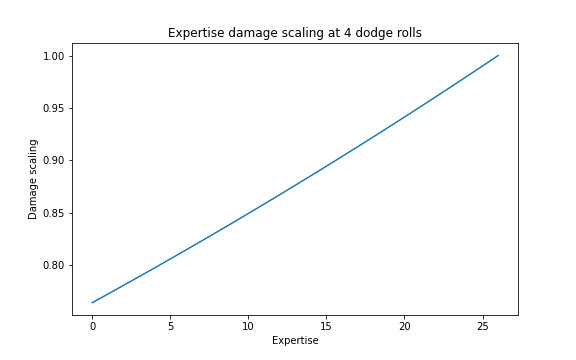 Expertise damage scaling at 4 dodge rolls
1.00
0.95
0.90
0.85
0.80
Damage scaling
0 5 10 15 20 25
Expertise